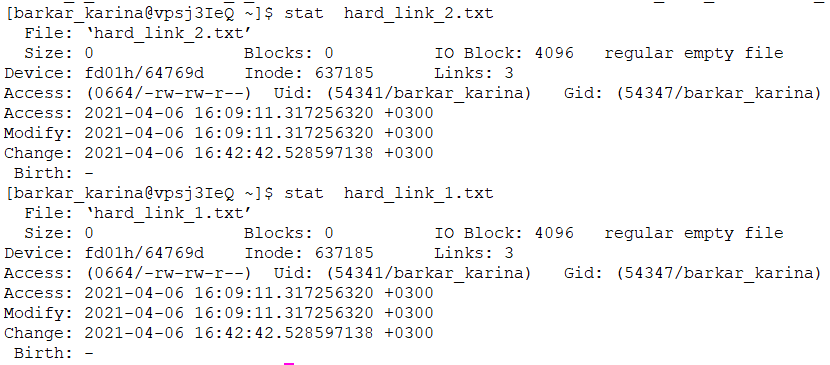 [barkar_karina@vpsj3IeQ ~]$ stat  hard_link_2.txt
  File: ‘hard_link_2.txt’
  Size: 0               Blocks: 0          IO Block: 4096   regular empty file
Device: fd01h/64769d    Inode: 637185      Links: 3
Access: (0664/-rw-rw-r--)  Uid: (54341/barkar_karina)   Gid: (54347/barkar_karina)
Access: 2021-04-06 16:09:11.317256320 +0300
Modify: 2021-04-06 16:09:11.317256320 +0300
Change: 2021-04-06 16:42:42.528597138 +0300
 Birth: -
[barkar_karina@vpsj3IeQ ~]$ stat  hard_link_1.txt
  File: ‘hard_link_1.txt’
  Size: 0               Blocks: 0          IO Block: 4096   regular empty file
Device: fd01h/64769d    Inode: 637185      Links: 3
Access: (0664/-rw-rw-r--)  Uid: (54341/barkar_karina)   Gid: (54347/barkar_karina)
Access: 2021-04-06 16:09:11.317256320 +0300
Modify: 2021-04-06 16:09:11.317256320 +0300
Change: 2021-04-06 16:42:42.528597138 +0300
 Birth: -